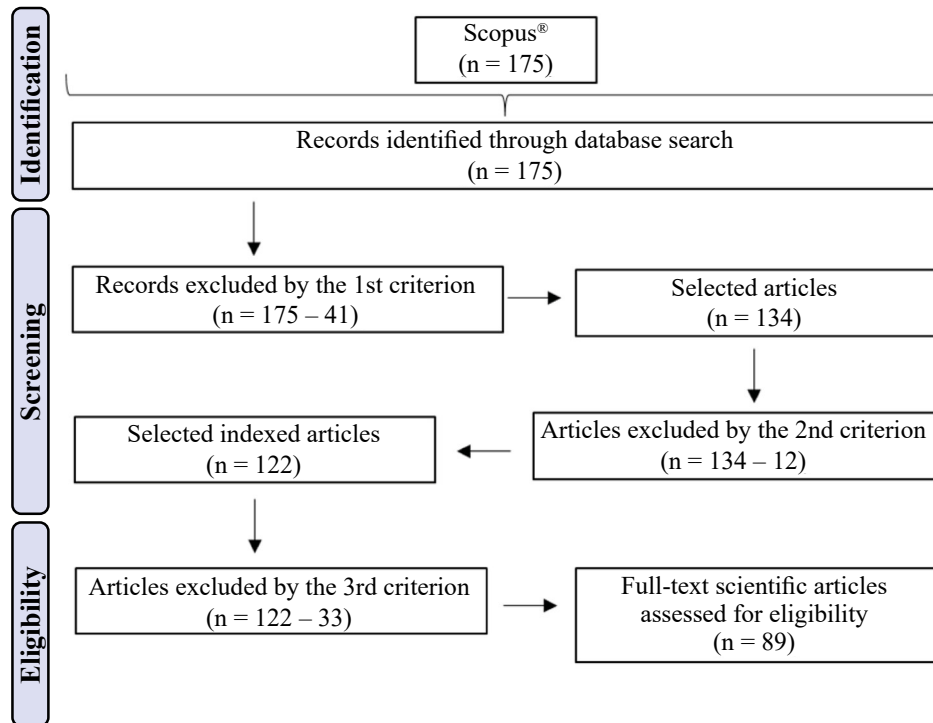 Identification
Scopus®
(n = 175)
Records identified through database search
(n = 175)
Screening
Records excluded by the 1st criterion
(n = 175 – 41)
Selected articles
(n = 134)
Articles excluded by the 2nd criterion
(n = 134 – 12)
Selected indexed articles
(n = 122)
Eligibility
Articles excluded by the 3rd criterion
(n = 122 – 33)
Full-text scientific articles
assessed for eligibility
(n = 89)